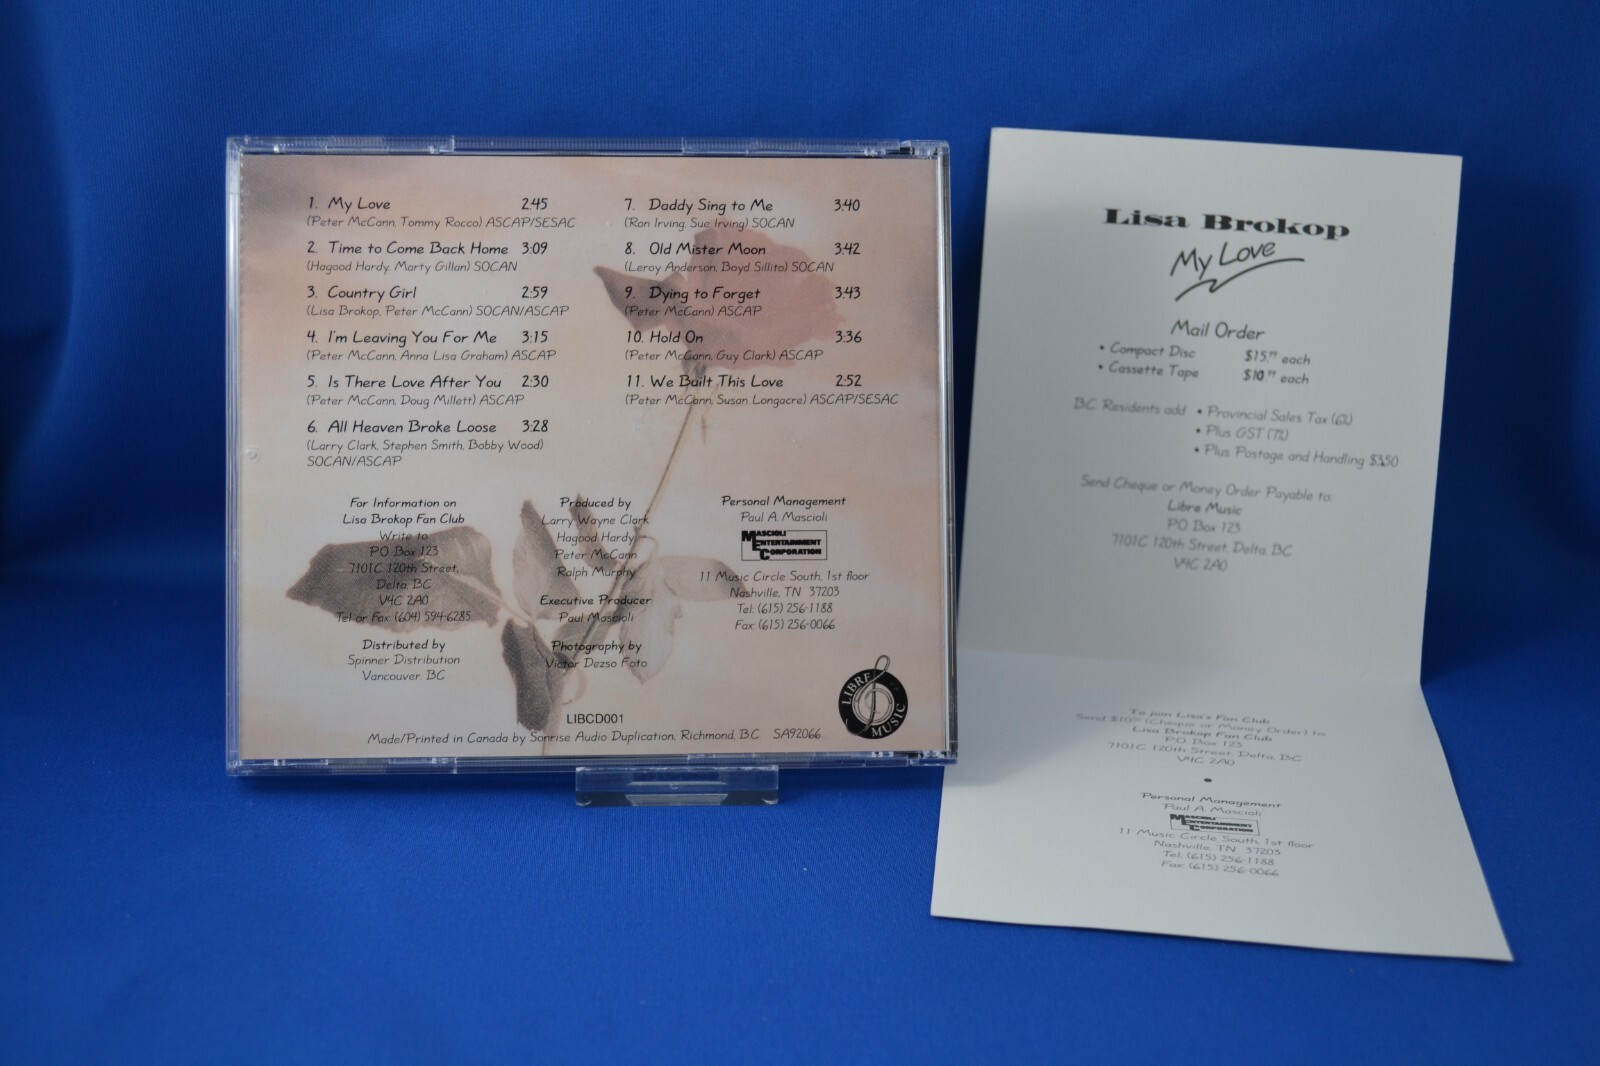 1. My Love 2:45
(Peter McCann, Tommy Rocco) ASCAP/SESAC
2. Time to Come Back Home 3:09
(Hagood Hardy, Marty Gillan) SOCAN
3. Country Girl 2:59
(Lisa Brokop, Peter McCann) SOCAN/ASCAP
4. I'm Leaving You For Me 3:15
(Peter McCann, Anna Lisa Graham) ASCAP
5. Is There Love After You 2:30
(Peter McCann, Doug Millett) ASCAP
6. All Heaven Broke Loose 3:28
(Larry Clark, Stephen Smith, Bobby Wood)
SOCAN/ASCAP
7. Daddy Sing to Me 3:40
(Ron Irving, Sue Irving) SOCAN
8. Old Mister Moon 3:42
(Leroy Anderson, Boyd Sillito) SOCAN
9. Dying to Forget 3:43
(Peter McCann) ASCAP
10. Hold On 3:36
(Peter McCann, Guy Clark) ASCAP
11. We Built This Love 2:52
(Peter McCann, Susan Longacre) ASCAP/SESAC
For Information on
Lisa Brokop Fan Club
Write to
PO Box 123
7101C 120th Street,
Delta, BC
V4C 2A0
Tel or Fax: (604) 594-6285
Distributed by
Spinner Distribution
Vancouver, BC
Produced by
Larry Wayne Clark
Hagood Hardy
Peter McCann
Ralph Murphy
Executive Producer
Paul Mascioli
Photography by
Victor Dezso Foto
Personal Management
Paul A. Mascioli
MASCIOLI
ENTERTAINMENT
CORPORATION
11 Music Circle South, 1st floor
Nashville, TN 37203
Tel: (615) 256-1188
Fax: (615) 256-0066
LIBRE MUSIC
LIBCD001
Made/Printed in Canada by Sonrise Audio Duplication, Richmond, B.C. SA92066
Lisa Brokop
My Love
Mail Order
• Compact Disc $15.99 each
• Cassette Tape $10.99 each
B.C. Residents add • Provincial Sales Tax (6%)
• Plus GST (7%)
• Plus Postage and Handling $3.50
Send Cheque or Money Order Payable to:
Libre Music
PO Box 123
7101C 120th Street, Delta, BC
V4C 2A0
To join Lisa's Fan Club
Send $10.00 (Cheque or Money Order) to
Lisa Brokop Fan Club
P.O. Box 123
7101C 120th Street, Delta, BC
V4C 2A0
•
Personal Management
Paul A. Mascioli
MASCIOLI
ENTERTAINMENT
CORPORATION
11 Music Circle South, 1st floor
Nashville, TN 37203
Tel: (615) 256-1188
Fax: (615) 256-0066